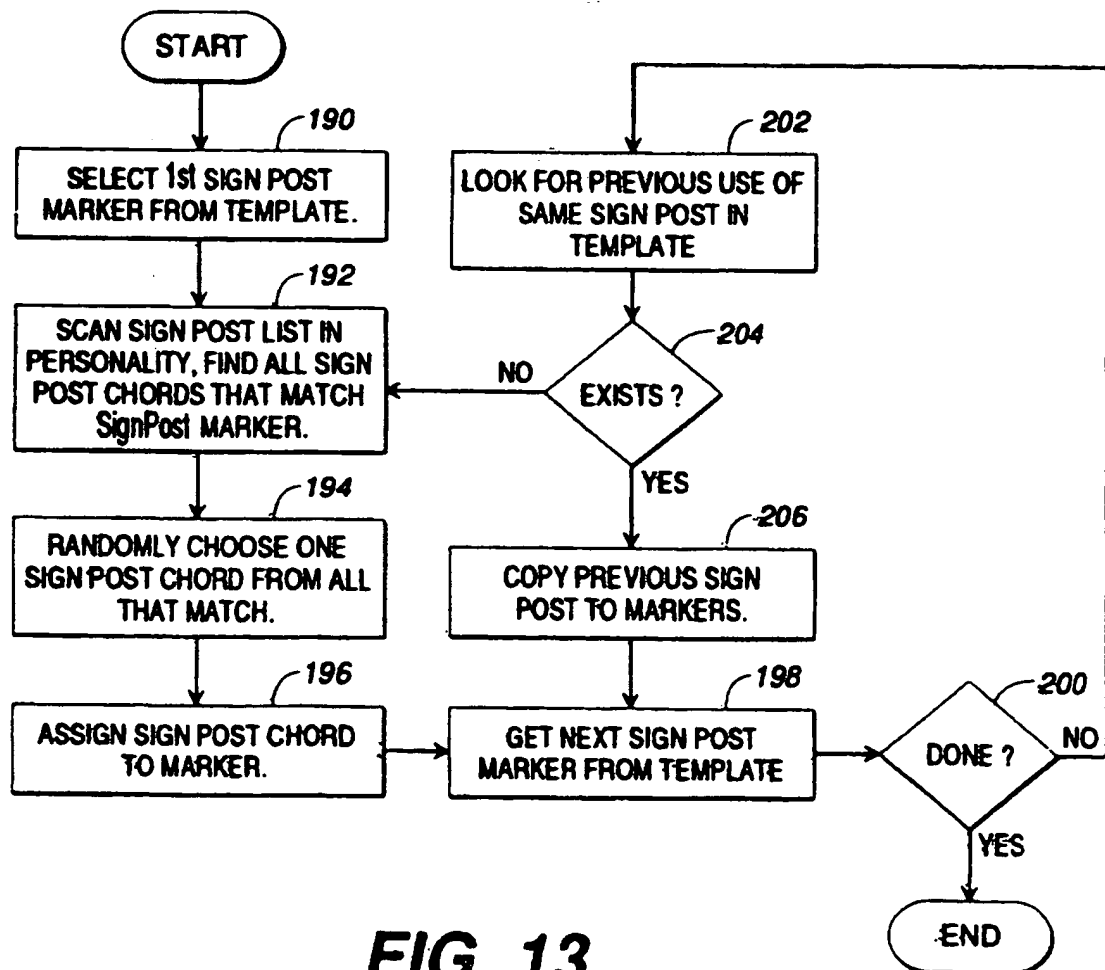 START
190
SELECT 1st SIGN POST
MARKER FROM TEMPLATE.
192
SCAN SIGN POST LIST IN
PERSONALITY, FIND ALL SIGN
POST CHORDS THAT MATCH
SignPost MARKER.
194
RANDOMLY CHOOSE ONE
SIGN POST CHORD FROM ALL
THAT MATCH.
196
ASSIGN SIGN POST CHORD
TO MARKER.
202
LOOK FOR PREVIOUS USE OF
SAME SIGN POST IN
TEMPLATE
204
NO
EXISTS ?
YES
206
COPY PREVIOUS SIGN
POST TO MARKERS.
198
GET NEXT SIGN POST
MARKER FROM TEMPLATE
200
DONE ?
NO
YES
END
FIG. 13